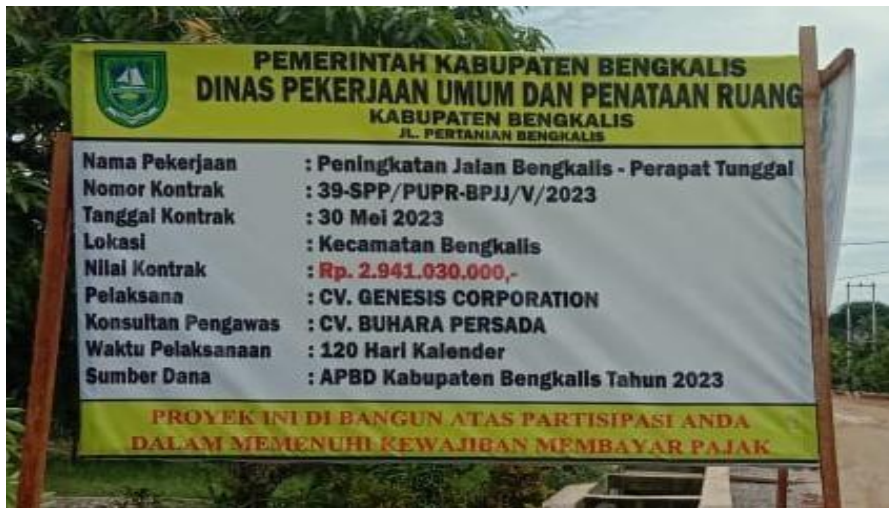 PEMERINTAH KABUPATEN BENGKALIS
DINAS PEKERJAAN UMUM DAN PENATAAN RUANG
KABUPATEN BENGKALIS
JL. PERTANIAN BENGKALIS
Nama Pekerjaan : Peningkatan Jalan Bengkalis - Perapat Tunggal
Nomor Kontrak : 39-SPP/PUPR-BPJJ/V/2023
Tanggal Kontrak : 30 Mei 2023
Lokasi : Kecamatan Bengkalis
Nilai Kontrak : Rp. 2.941.030.000,-
Pelaksana : CV. GENESIS CORPORATION
Konsultan Pengawas : CV. BUHARA PERSADA
Waktu Pelaksanaan : 120 Hari Kalender
Sumber Dana : APBD Kabupaten Bengkalis Tahun 2023
PROYEK INI DI BANGUN ATAS PARTISIPASI ANDA
DALAM MEMENUHI KEWAJIBAN MEMBAYAR PAJAK